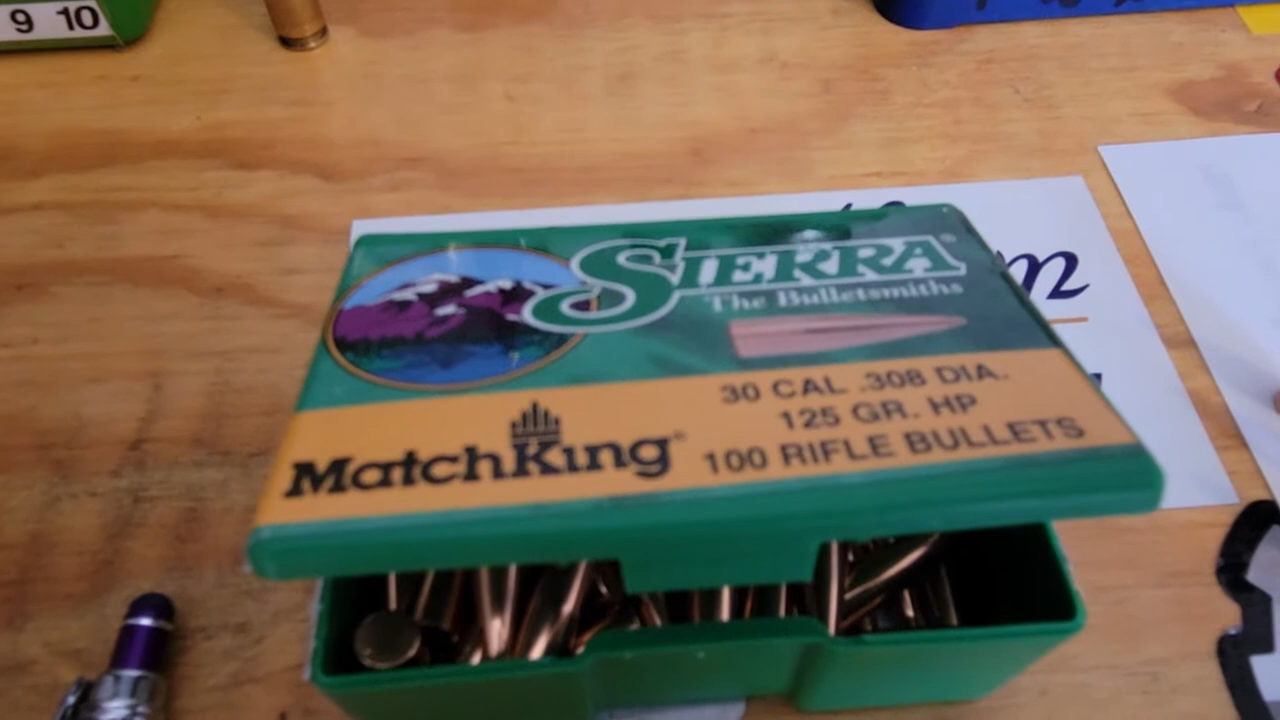 9 10
SIERRA®
The Bulletsmiths
MatchKing®
30 CAL .308 DIA.
125 GR. HP
100 RIFLE BULLETS